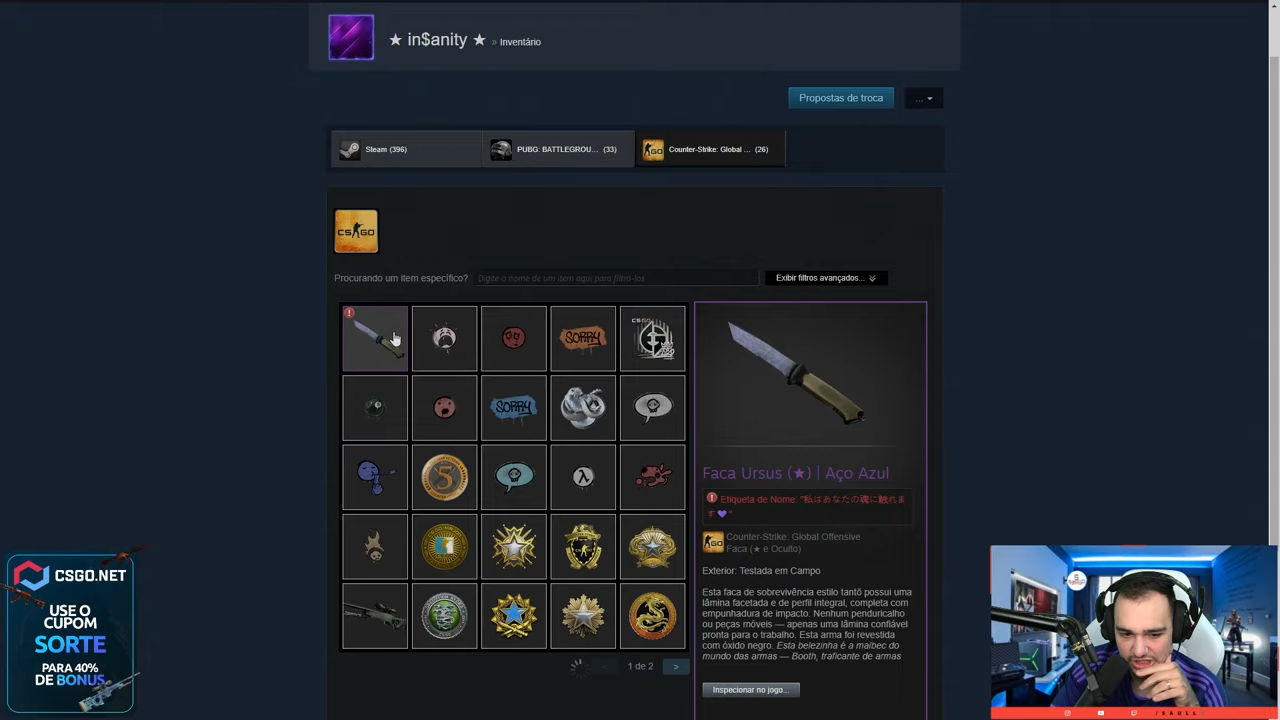 ★ in$anity ★ » Inventário
Propostas de troca
...
Steam (396)
PUBG: BATTLEGROU... (33)
Counter-Strike: Global ... (26)
CS GO
Procurando um item específico?
Digite o nome de um item aqui para filtrá-los
Exibir filtros avançados...
SORRY
CSGO
SORRY
5
λ
1 de 2
>
Faca Ursus (★) | Aço Azul
Etiqueta de Nome: "私はあなたの魂に触れま
す💜"
Counter-Strike: Global Offensive
Faca (★ e Oculto)
Exterior: Testada em Campo
Esta faca de sobrevivência estilo tantō possui uma
lâmina facetada e de perfil integral, completa com
empunhadura de impacto. Nenhum penduricalho
ou peças móveis — apenas uma lâmina confiável
pronta para o trabalho. Esta arma foi revestida
com óxido negro. Esta belezinha é a malbec do
mundo das armas — Booth, traficante de armas
Inspecionar no jogo...
CSGO.NET
USE O
CUPOM
SORTE
PARA 40%
DE BONUS